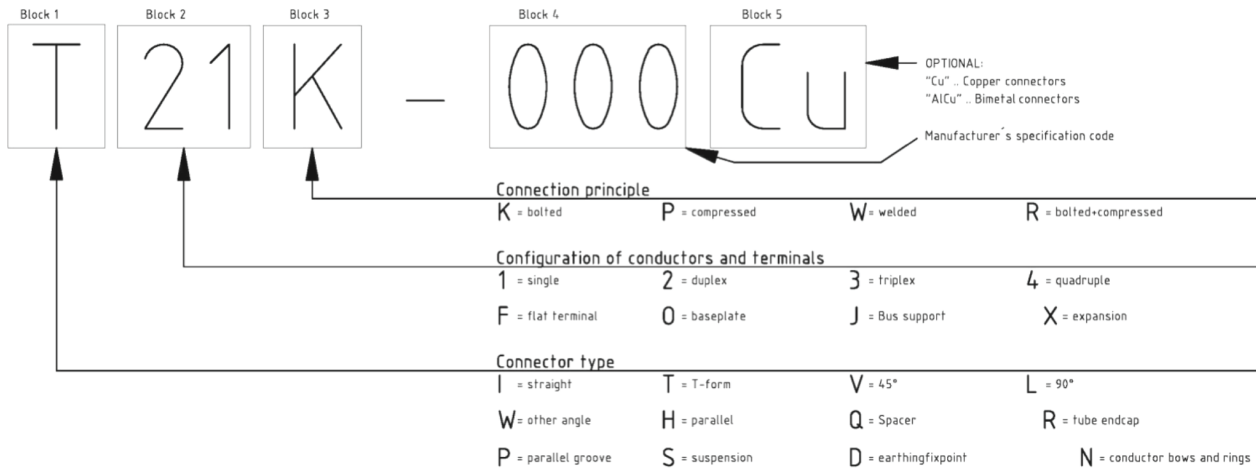 Block 1 Block 2 Block 3 Block 4 Block 5
T 21 K - 000 Cu
OPTIONAL:
"Cu" .. Copper connectors
"AlCu" .. Bimetal connectors
Manufacturer´s specification code
Connection principle
K = bolted P = compressed W = welded R = bolted+compressed
Configuration of conductors and terminals
1 = single 2 = duplex 3 = triplex 4 = quadruple
F = flat terminal O = baseplate J = Bus support X = expansion
Connector type
I = straight T = T-form V = 45° L = 90°
W = other angle H = parallel Q = Spacer R = tube endcap
P = parallel groove S = suspension D = earthingfixpoint N = conductor bows and rings